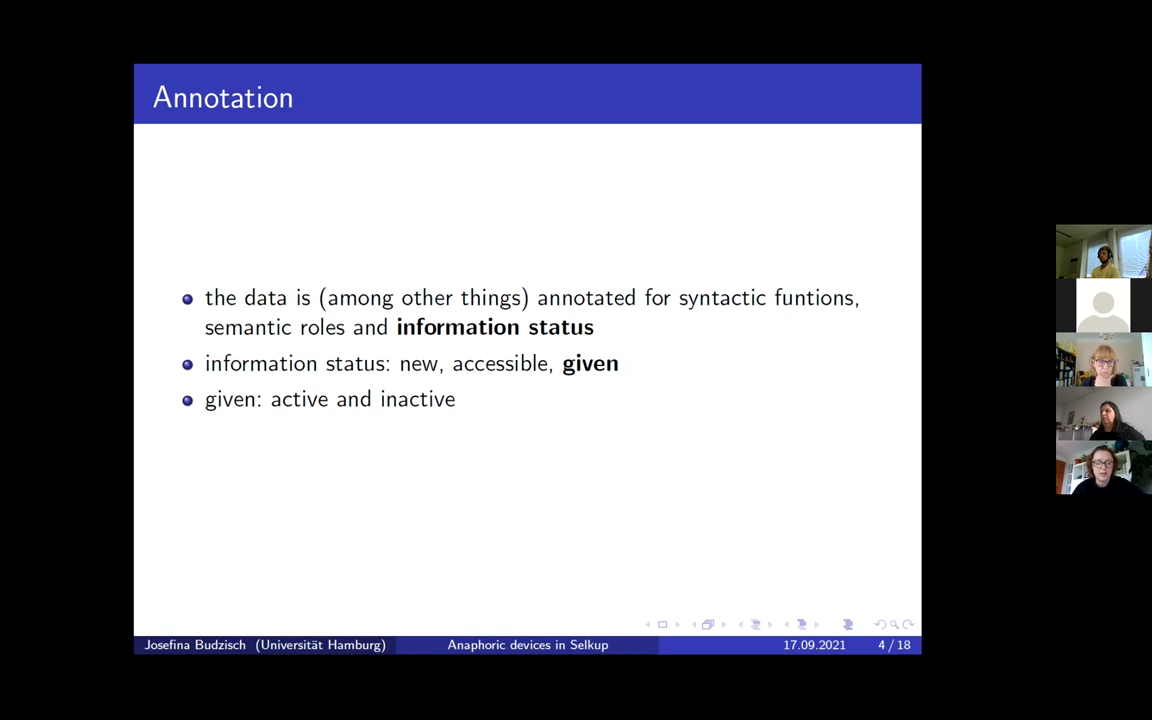 Annotation
the data is (among other things) annotated for syntactic funtions,
semantic roles and information status
information status: new, accessible, given
given: active and inactive
Josefina Budzisch (Universität Hamburg) Anaphoric devices in Selkup 17.09.2021 4 / 18